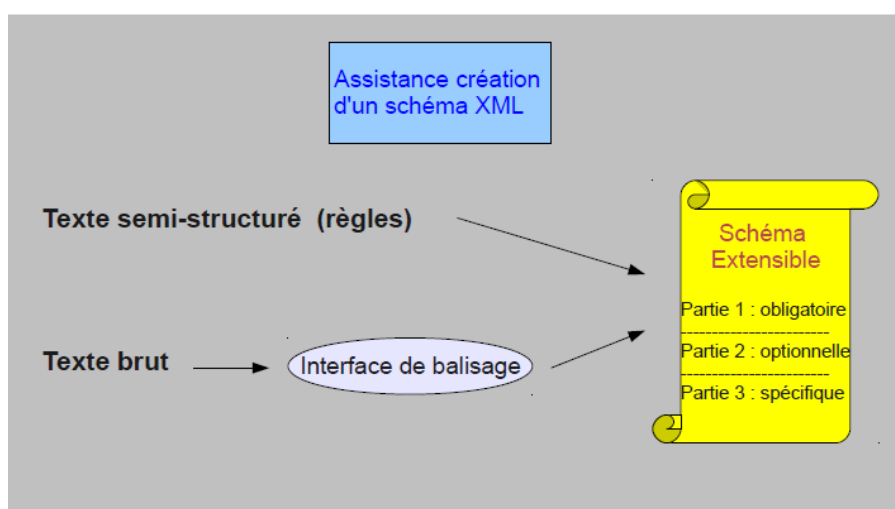 Assistance création
d'un schéma XML
Texte semi-structuré (règles)
Schéma
Extensible
Partie 1 : obligatoire
------------------------
Partie 2 : optionnelle
------------------------
Partie 3 : spécifique
Texte brut
Interface de balisage